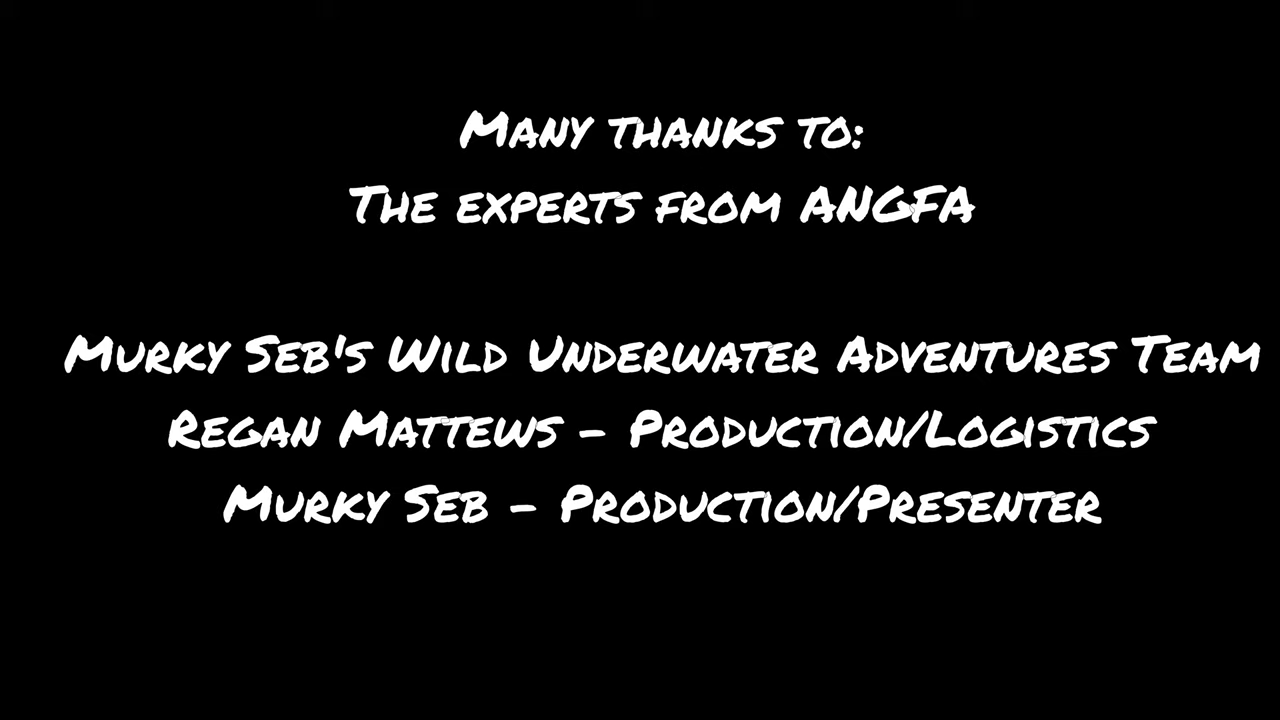 Many thanks to:
The experts from ANGFA
Murky Seb's Wild Underwater Adventures Team
Regan Mattews - Production/Logistics
Murky Seb - Production/Presenter